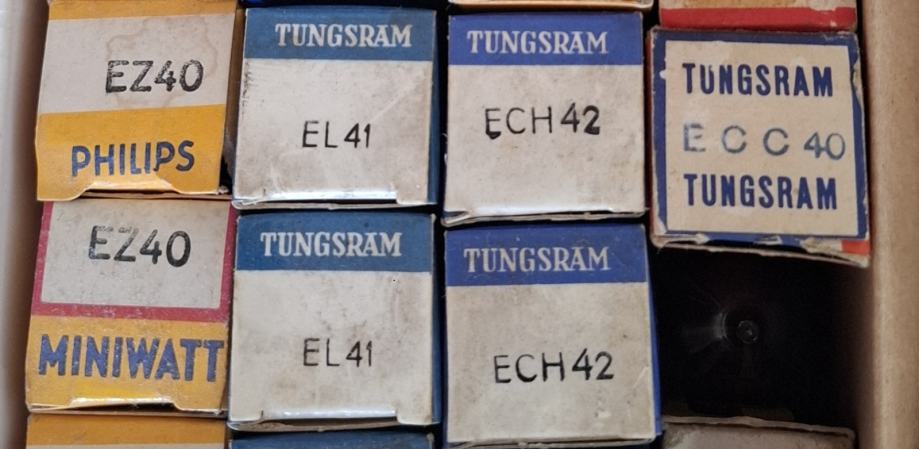 EZ40
PHILIPS
TUNGSRAM
EL41
TUNGSRAM
ECH42
TUNGSRAM
ECC40
TUNGSRAM
EZ40
MINIWATT
TUNGSRAM
EL41
TUNGSRAM
ECH42